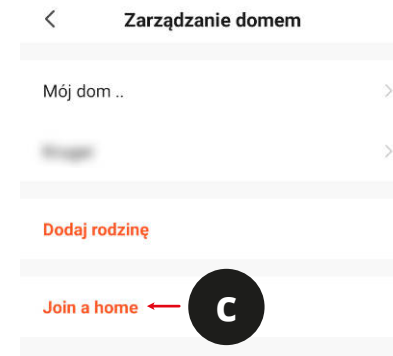 Zarządzanie domem
Mój dom ..
Dodaj rodzinę
Join a home
C